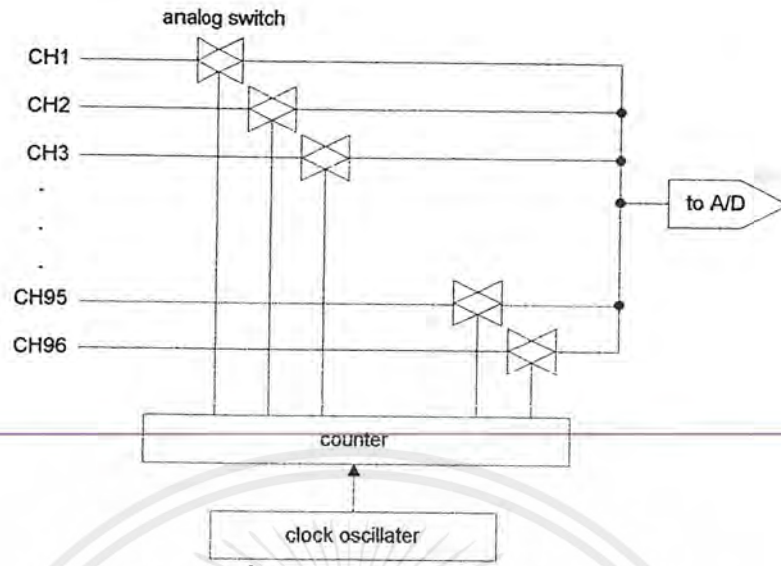 analog switch
CH1
CH2
CH3
.
.
.
CH95
CH96
to A/D
counter
clock oscillater